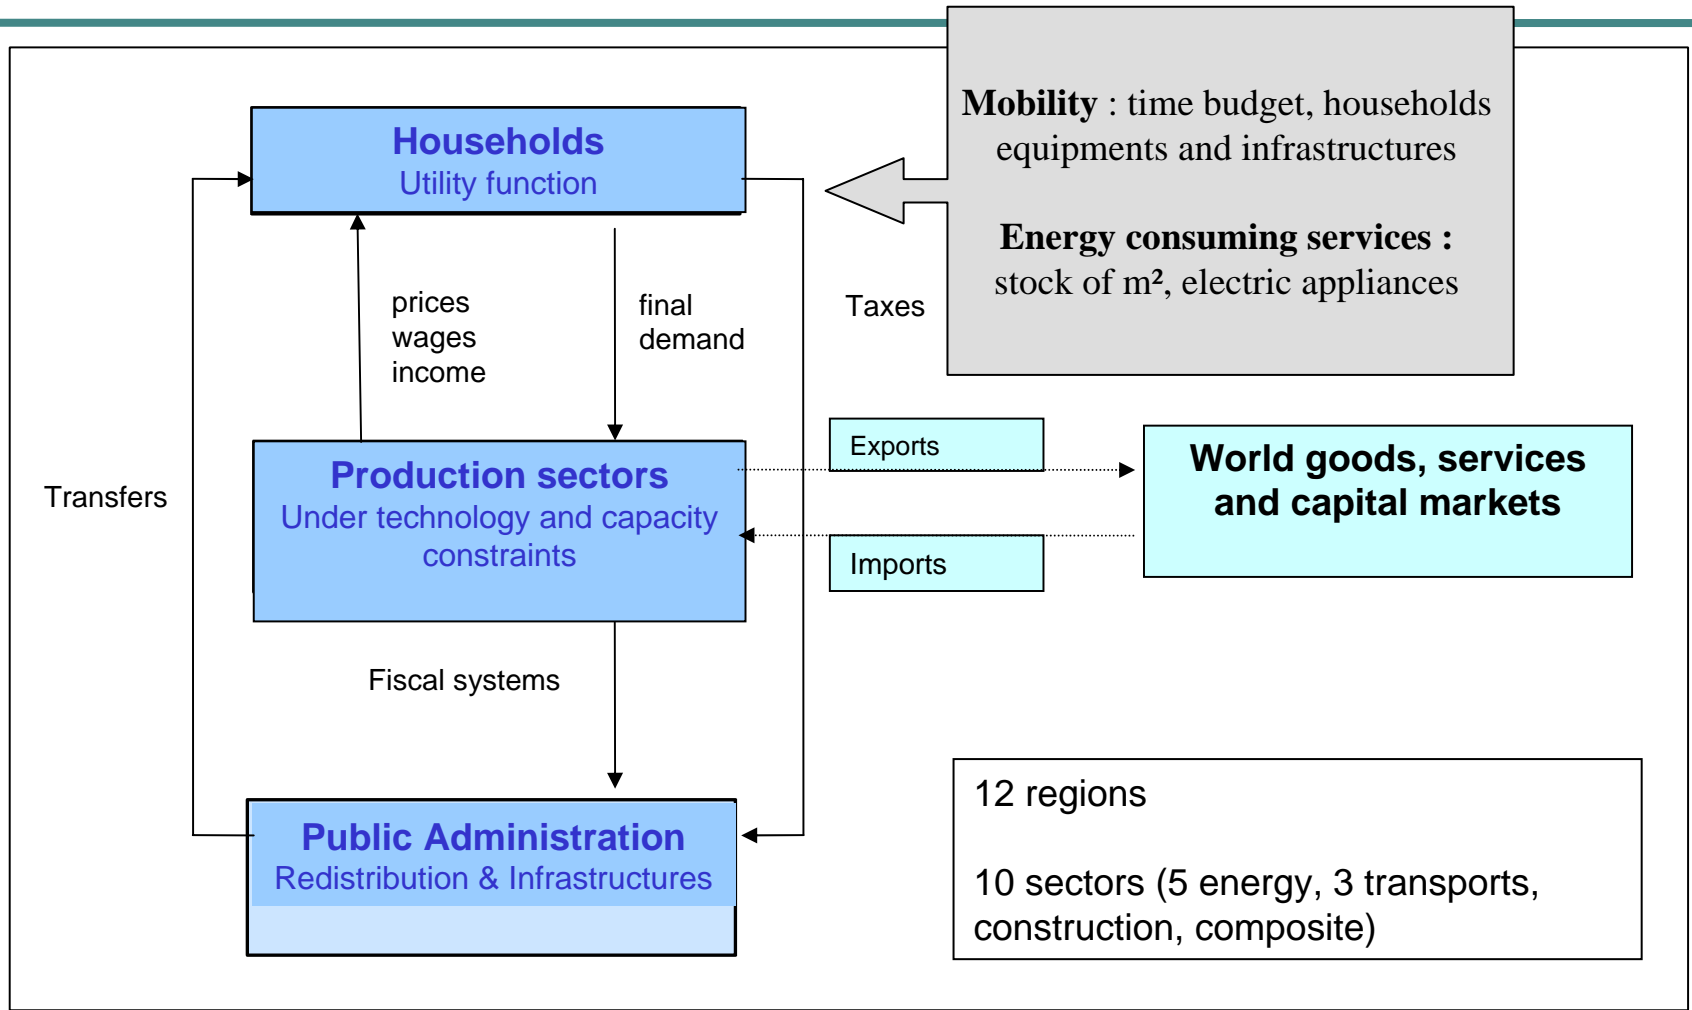 Mobility : time budget, households
equipments and infrastructures
Energy consuming services :
stock of m², electric appliances
Households
Utility function
prices
wages
income
final
demand
Taxes
Transfers
Production sectors
Under technology and capacity
constraints
Exports
Imports
World goods, services
and capital markets
Fiscal systems
Public Administration
Redistribution & Infrastructures
12 regions
10 sectors (5 energy, 3 transports,
construction, composite)